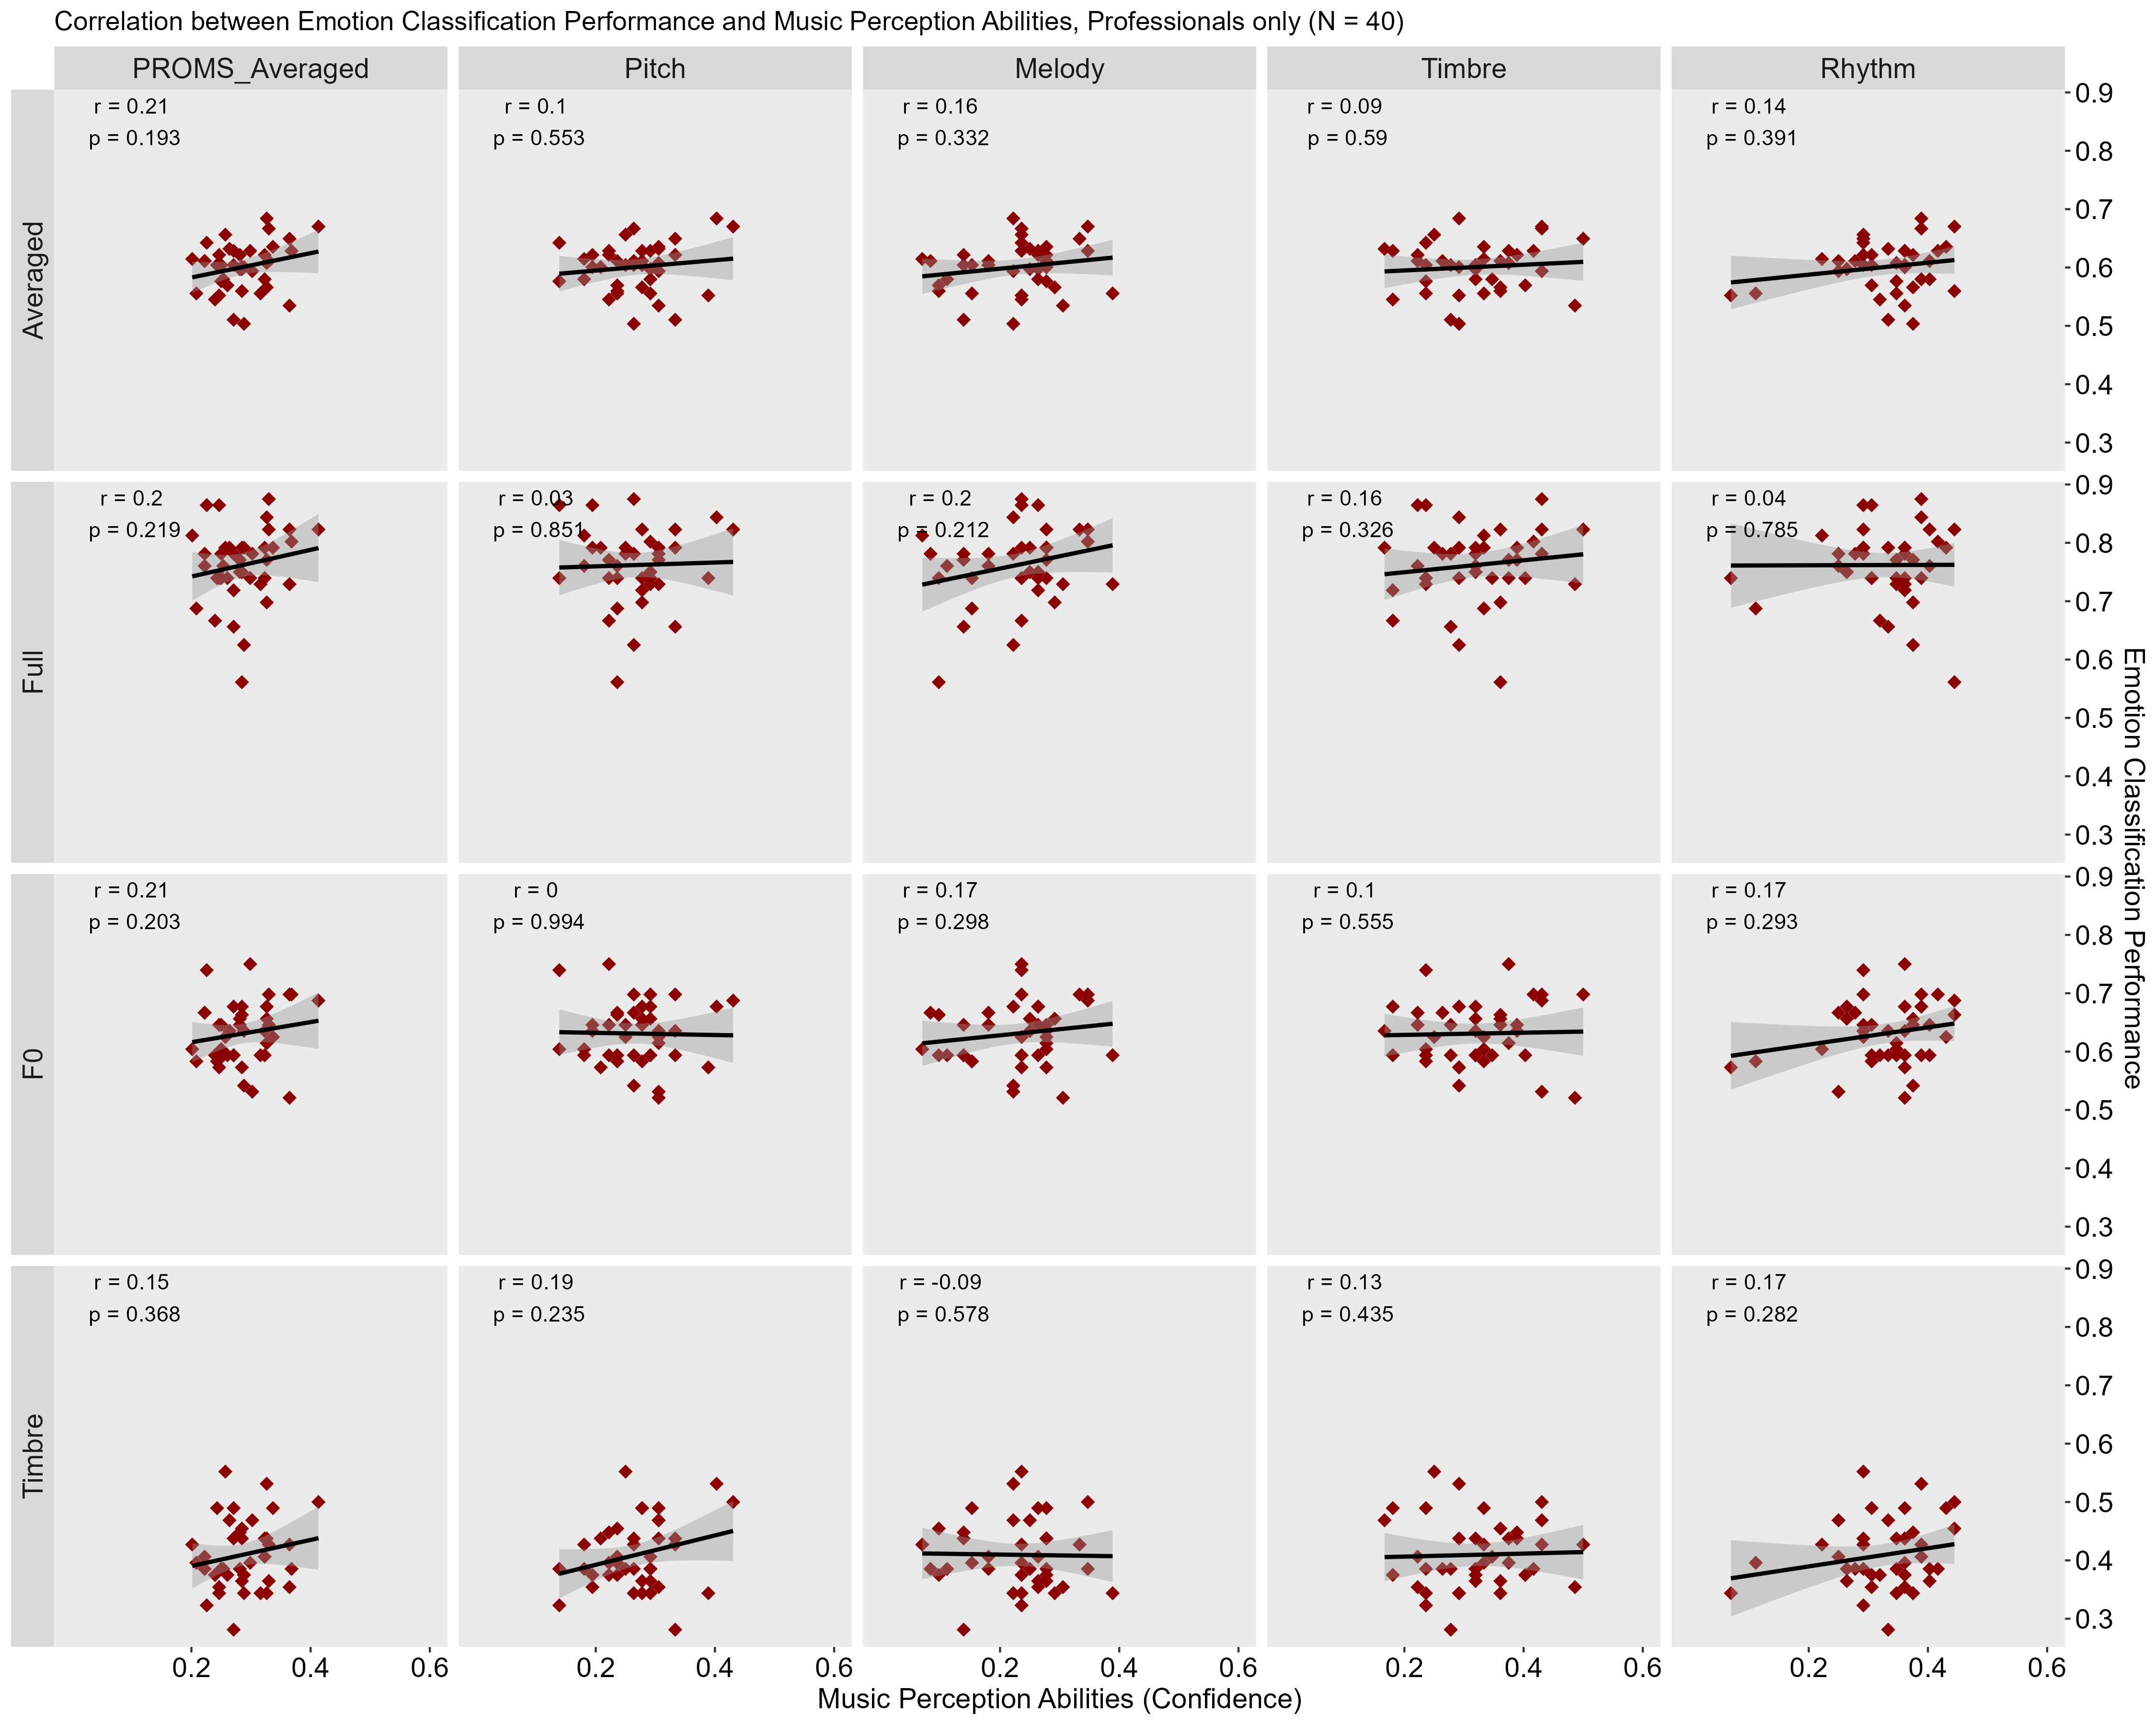 Correlation between Emotion Classification Performance and Music Perception Abilities, Professionals only (N = 40)
PROMS_Averaged
Pitch
Melody
Timbre
Rhythm
Averaged
r = 0.21
p = 0.193
r = 0.1
p = 0.553
r = 0.16
p = 0.332
r = 0.09
p = 0.59
r = 0.14
p = 0.391
0.9
0.8
0.7
0.6
0.5
0.4
0.3
Full
r = 0.2
p = 0.219
r = 0.03
p = 0.851
r = 0.2
p = 0.212
r = 0.16
p = 0.326
r = 0.04
p = 0.785
0.9
0.8
0.7
0.6
0.5
0.4
0.3
F0
r = 0.21
p = 0.203
r = 0
p = 0.994
r = 0.17
p = 0.298
r = 0.1
p = 0.555
r = 0.17
p = 0.293
0.9
0.8
0.7
0.6
0.5
0.4
0.3
Timbre
r = 0.15
p = 0.368
r = 0.19
p = 0.235
r = -0.09
p = 0.578
r = 0.13
p = 0.435
r = 0.17
p = 0.282
0.9
0.8
0.7
0.6
0.5
0.4
0.3
Emotion Classification Performance
0.2 0.4 0.6
0.2 0.4 0.6
0.2 0.4 0.6
0.2 0.4 0.6
0.2 0.4 0.6
Music Perception Abilities (Confidence)